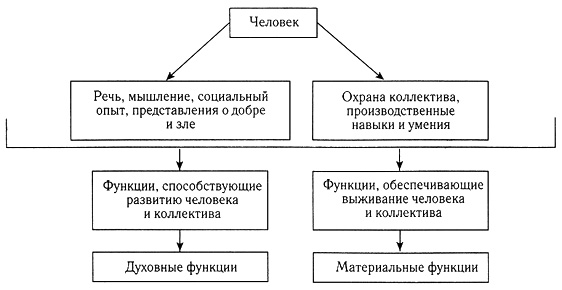 Человек
Речь, мышление, социальный
опыт, представления о добре
и зле
Охрана коллектива,
производственные
навыки и умения
Функции, способствующие
развитию человека
и коллектива
Функции, обеспечивающие
выживание человека
и коллектива
Духовные функции
Материальные функции